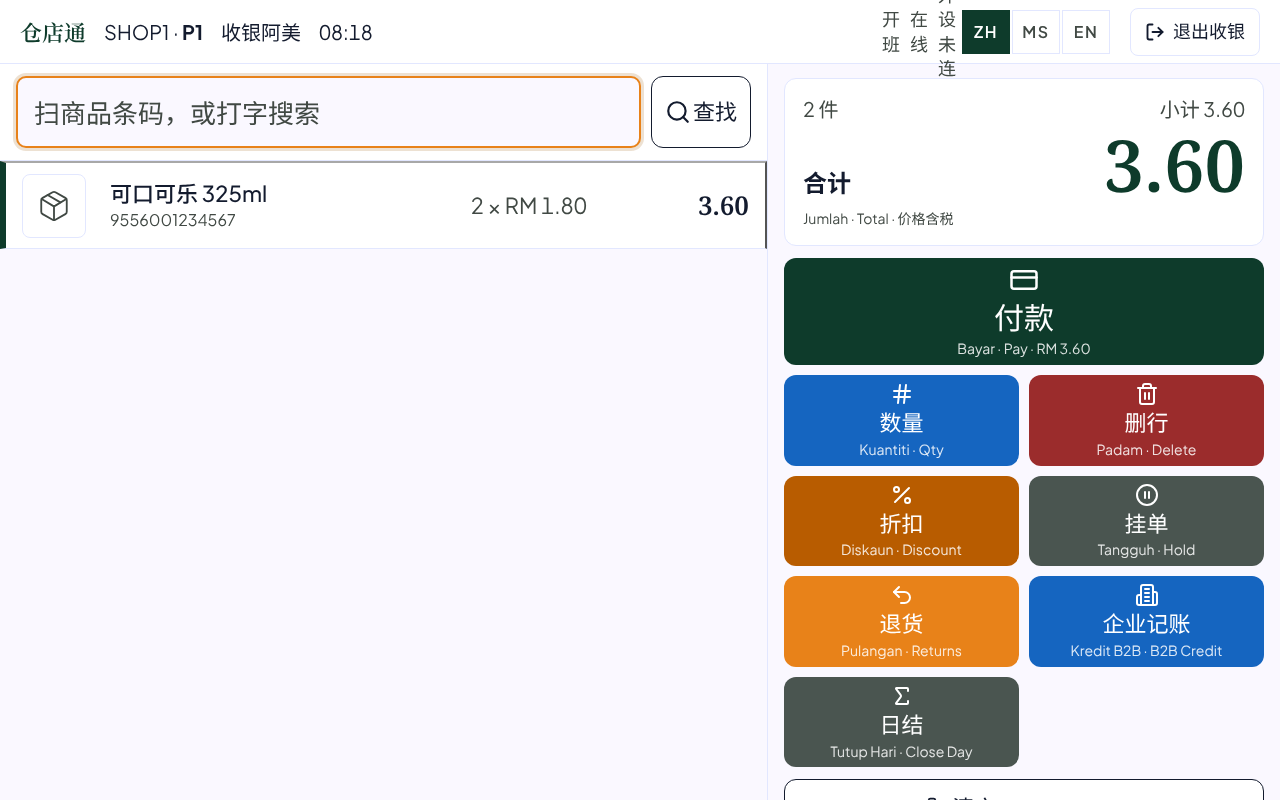 仓店通 SHOP1 · P1 收银阿美 08:18
开班 在线 外设未连 ZH MS EN 退出收银
扫商品条码，或打字搜索 查找
可口可乐 325ml 2 × RM 1.80 3.60
9556001234567
2 件 小计 3.60
合计 3.60
Jumlah · Total · 价格含税
付款
Bayar · Pay · RM 3.60
数量
Kuantiti · Qty
删行
Padam · Delete
折扣
Diskaun · Discount
挂单
Tangguh · Hold
退货
Pulangan · Returns
企业记账
Kredit B2B · B2B Credit
日结
Tutup Hari · Close Day